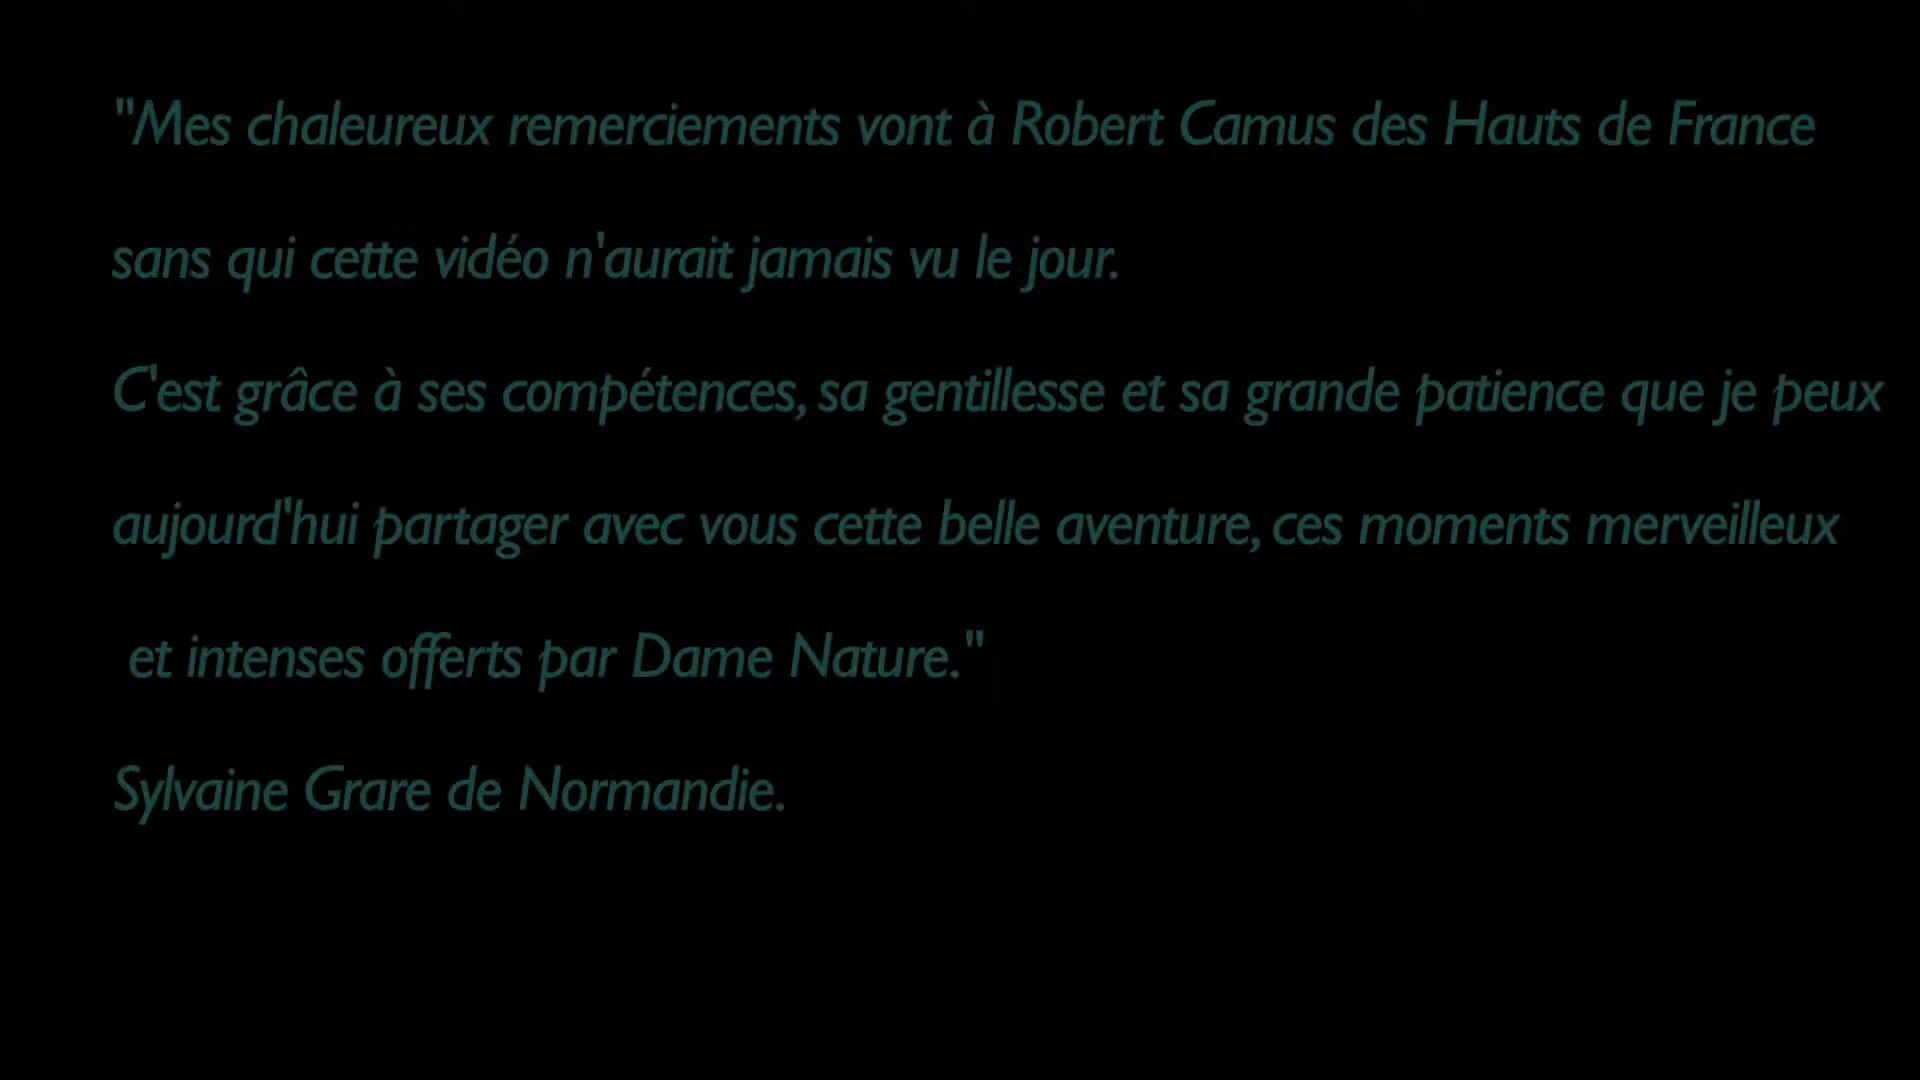 "Mes chaleureux remerciements vont à Robert Camus des Hauts de France
sans qui cette vidéo n'aurait jamais vu le jour.
C'est grâce à ses compétences, sa gentillesse et sa grande patience que je peux
aujourd'hui partager avec vous cette belle aventure, ces moments merveilleux
et intenses offerts par Dame Nature."
Sylvaine Grare de Normandie.